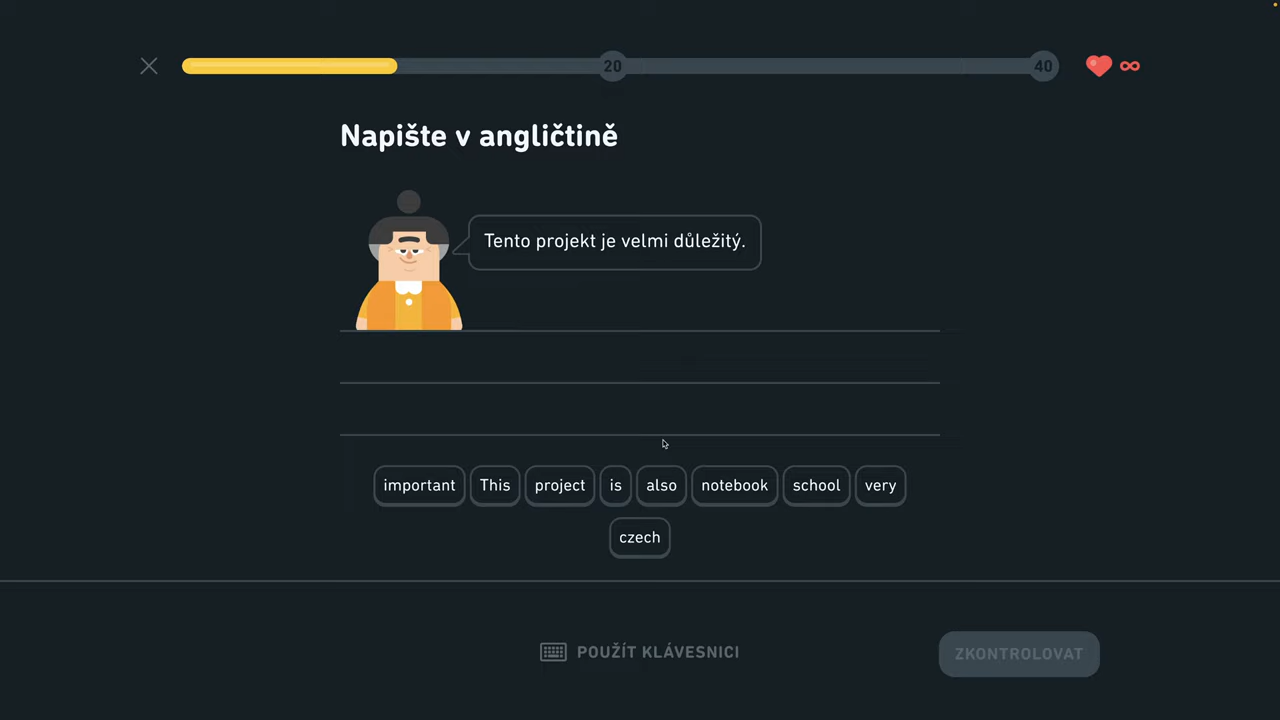 20
40
∞
Napište v angličtině
Tento projekt je velmi důležitý.
important This project is also notebook school very
czech
POUŽÍT KLÁVESNICI
ZKONTROLOVAT